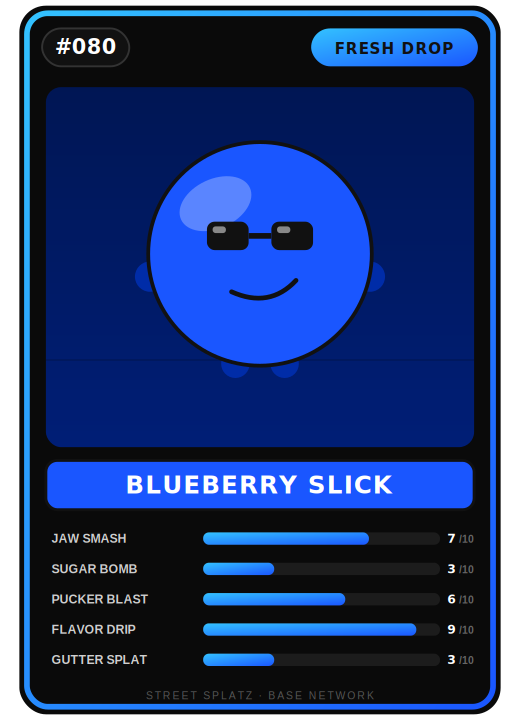 #080 FRESH DROP
BLUEBERRY SLICK
JAW SMASH 7 /10
SUGAR BOMB 3 /10
PUCKER BLAST 6 /10
FLAVOR DRIP 9 /10
GUTTER SPLAT 3 /10
STREET SPLATZ · BASE NETWORK